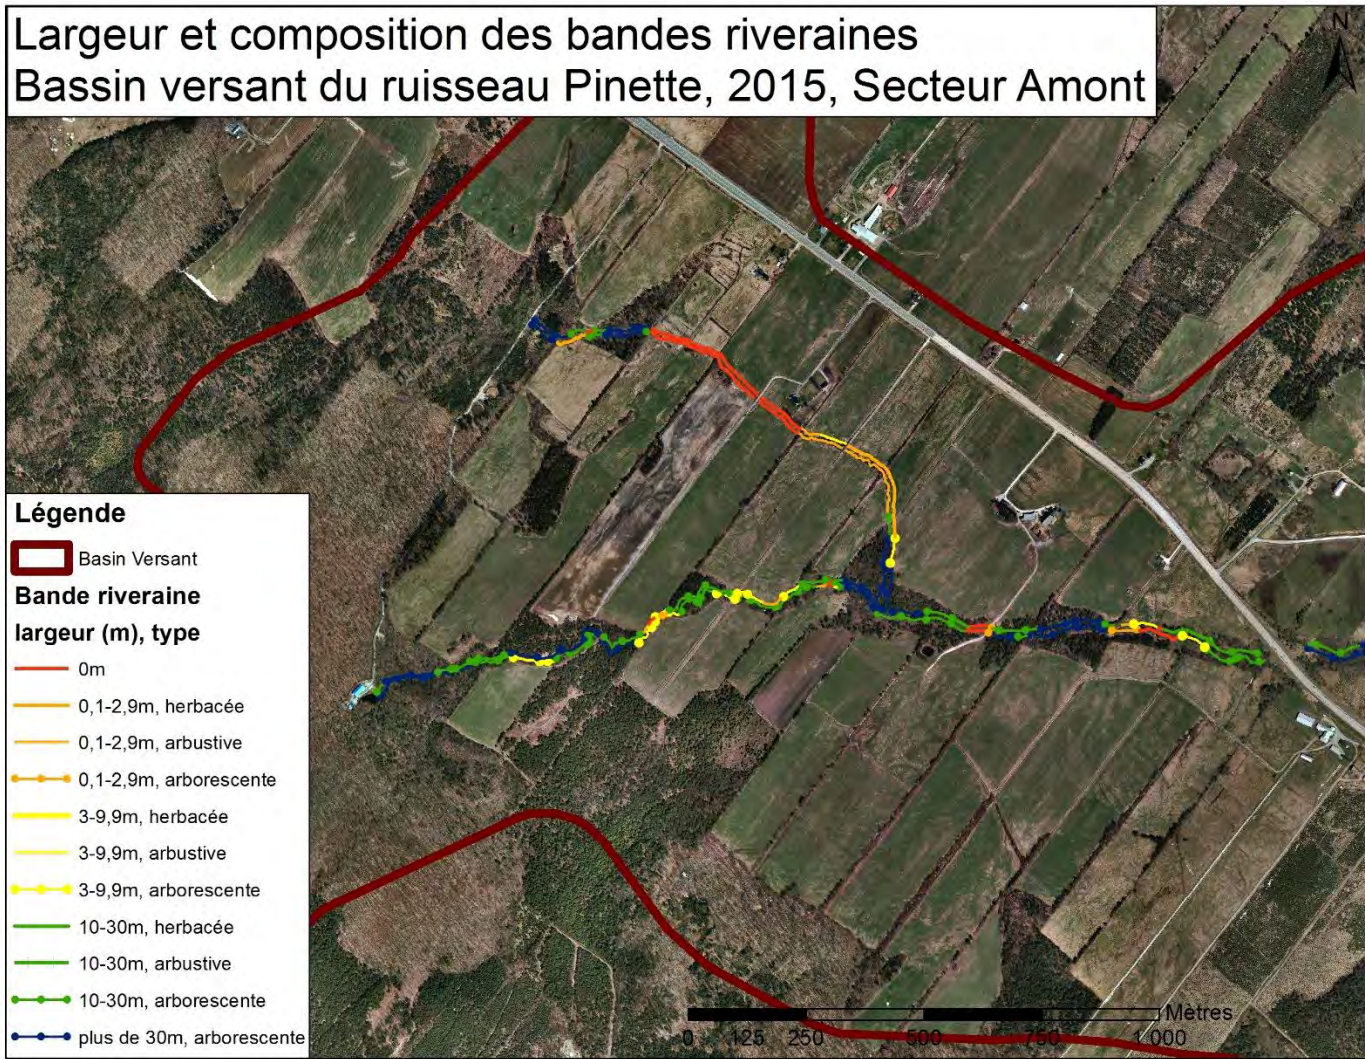 Largeur et composition des bandes riveraines
Bassin versant du ruisseau Pinette, 2015, Secteur Amont
N
Légende
Basin Versant
Bande riveraine
largeur (m), type
0m
0,1-2,9m, herbacée
0,1-2,9m, arbustive
0,1-2,9m, arborescente
3-9,9m, herbacée
3-9,9m, arbustive
3-9,9m, arborescente
10-30m, herbacée
10-30m, arbustive
10-30m, arborescente
plus de 30m, arborescente
Mètres
0 125 250 500 750 1 000